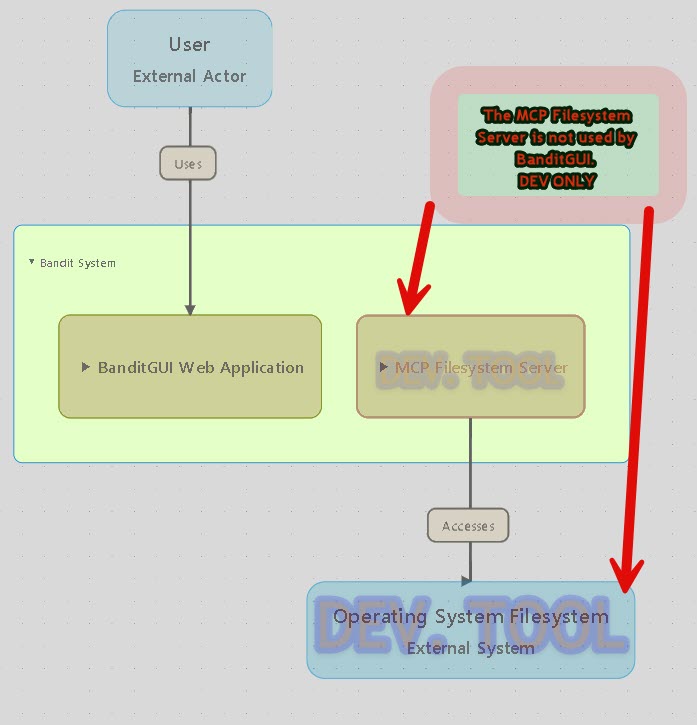 User
External Actor
The MCP Filesystem
Server is not used by
BanditGUI.
DEV ONLY
Uses
Bandit System
BanditGUI Web Application
MCP Filesystem Server
DEV. TOOL
Accesses
Operating System Filesystem
DEV. TOOL
External System